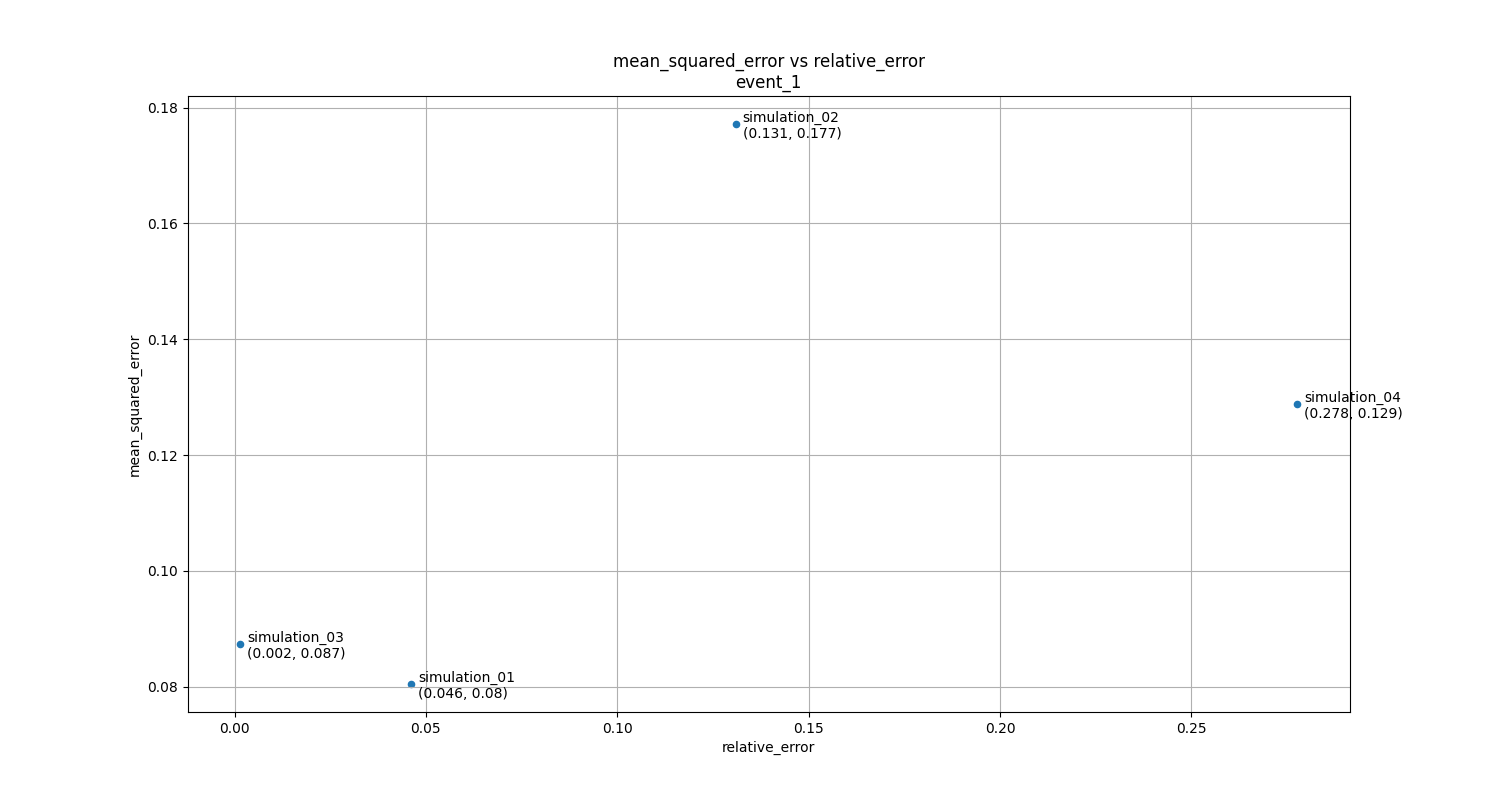 mean_squared_error vs relative_error
event_1
0.18
simulation_02
(0.131, 0.177)
0.16
0.14
mean_squared_error
simulation_04
(0.278, 0.129)
0.12
0.10
simulation_03
(0.002, 0.087)
simulation_01
(0.046, 0.08)
0.08
0.00 0.05 0.10 0.15 0.20 0.25
relative_error